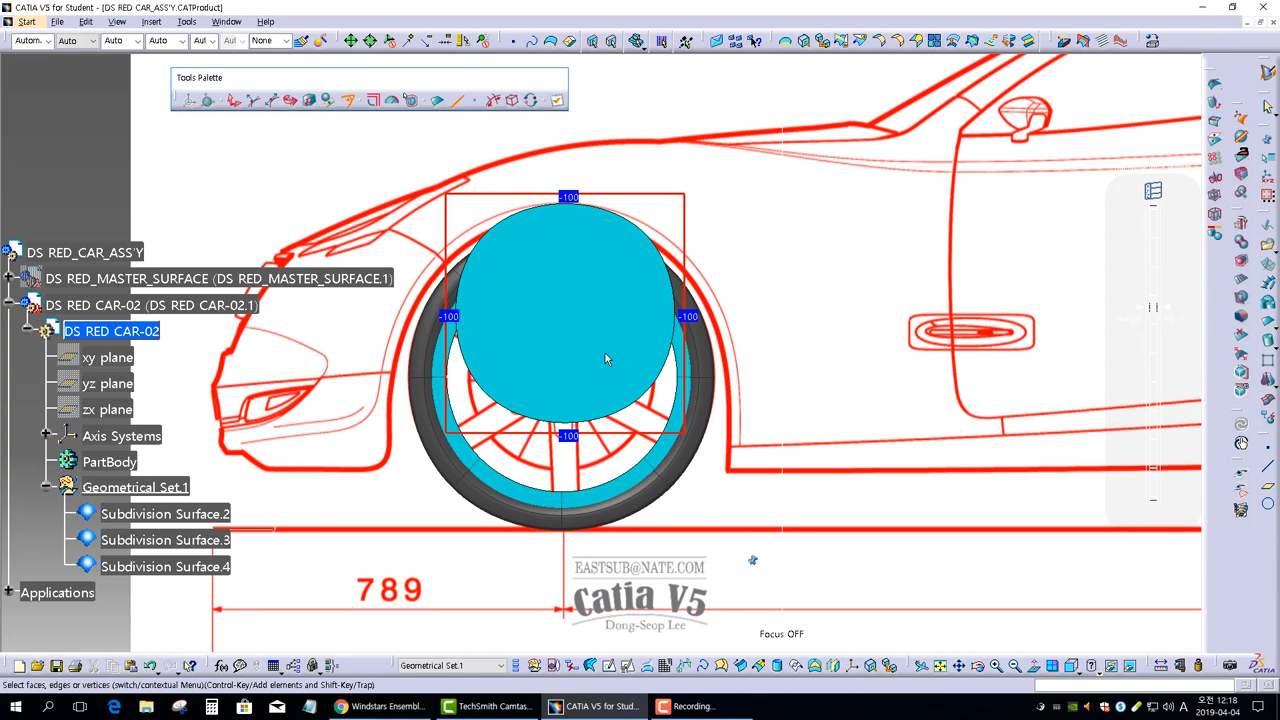 CATIA V5 for Student - [DS RED CAR_ASS'Y.CATProduct]
Start File Edit View Insert Tools Window Help
Autom. Auto Auto Auto Aut Aut None
Tools Palette
-100
-100
-100
-100
DS RED_CAR_ASS'Y
DS RED_MASTER_SURFACE (DS RED_MASTER_SURFACE.1)
DS RED CAR-02 (DS RED CAR-02.1)
DS RED CAR-02
xy plane
yz plane
zx plane
Axis Systems
PartBody
Geometrical Set.1
Subdivision Surface.2
Subdivision Surface.3
Subdivision Surface.4
Applications
789
EASTSUB@NATE.COM
Catia V5
Dong-Seop Lee
Focus OFF
Geometrical Set.1
CATIA
Select faces, edges or vertices (switch/contextual Menu)(Control-Key/Add elements and Shift-Key/Trap)
Windstars Ensembl...
TechSmith Camtas...
CATIA V5 for Stud...
Recording...
A
오전 12:18
2019-04-04